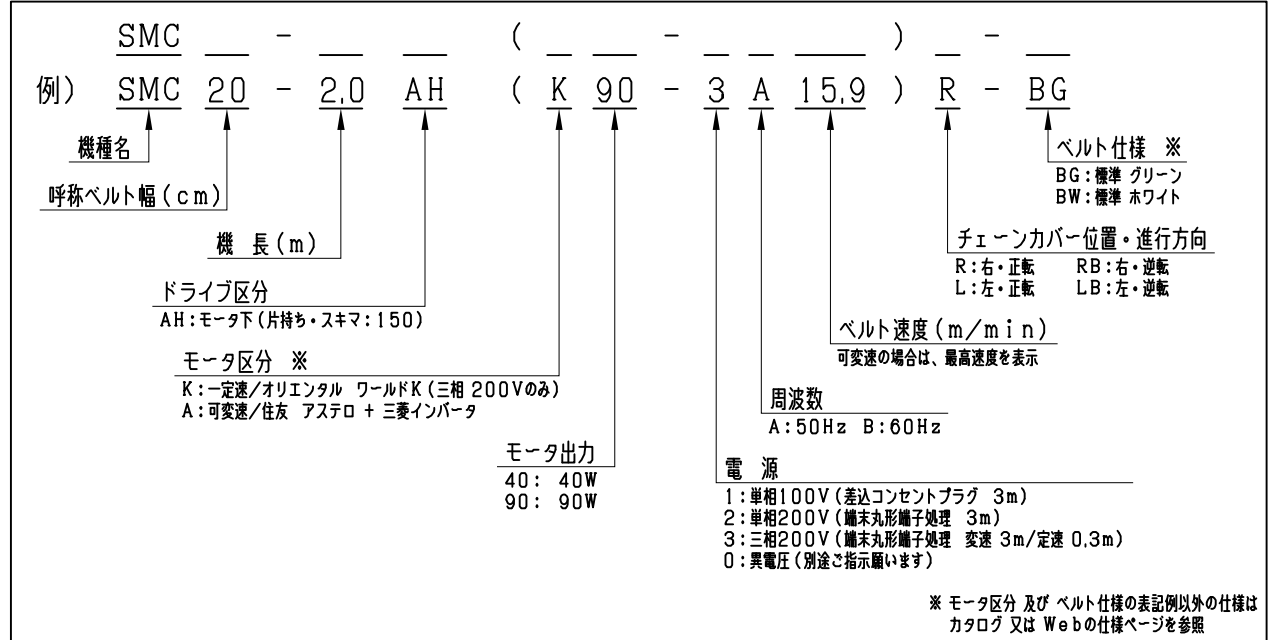 SMC － （ － ） －
例） SMC 20 － 2,0 AH （ K 90 － 3 A 15,9 ） R － BG
機種名
ベルト仕様 ※
BG：標準 グリーン
BW：標準 ホワイト
呼称ベルト幅（cm）
機 長（m）
チェーンカバー位置・進行方向
R：右・正転 RB：右・逆転
L：左・正転 LB：左・逆転
ドライブ区分
AH：モータ下（片持ち・スキマ：150）
ベルト速度（m/min）
可変速の場合は、最高速度を表示
モータ区分 ※
K：一定速/オリエンタル ワールドK（三相 200Vのみ）
A：可変速/住友 アステロ + 三菱インバータ
周波数
A：50Hz B：60Hz
モータ出力
40： 40W
90： 90W
電 源
1：単相100V（差込コンセントプラグ 3m）
2：単相200V（端末丸形端子処理 3m）
3：三相200V（端末丸形端子処理 変速 3m/定速 0,3m）
0：異電圧（別途ご指示願います）
※ モータ区分 及び ベルト仕様の表記例以外の仕様は
カタログ 又は Webの仕様ページを参照